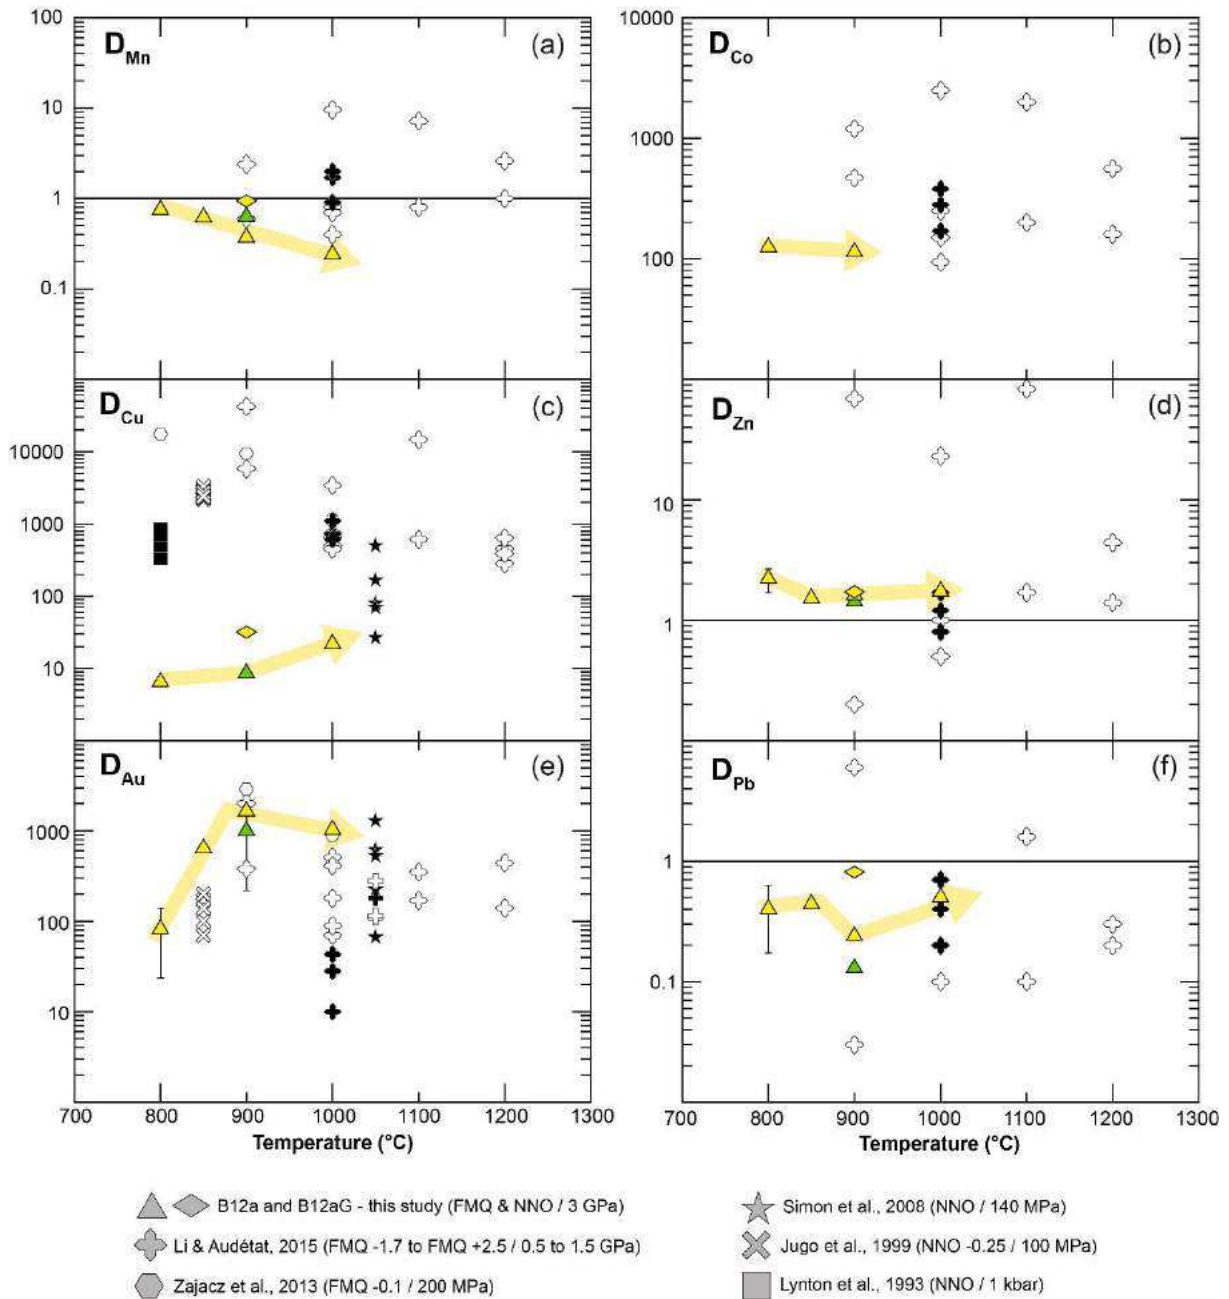 D Mn
(a)
100
10
1
0.1
D Co
(b)
10000
1000
100
D Cu
(c)
10000
1000
100
10
D Zn
(d)
10
1
D Au
(e)
1000
100
10
D Pb
(f)
1
0.1
700 800 900 1000 1100 1200 1300
Temperature (°C)
700 800 900 1000 1100 1200 1300
Temperature (°C)
B12a and B12aG - this study (FMQ & NNO / 3 GPa)
Li & Audétat, 2015 (FMQ -1.7 to FMQ +2.5 / 0.5 to 1.5 GPa)
Zajacz et al., 2013 (FMQ -0.1 / 200 MPa)
Simon et al., 2008 (NNO / 140 MPa)
Jugo et al., 1999 (NNO -0.25 / 100 MPa)
Lynton et al., 1993 (NNO / 1 kbar)